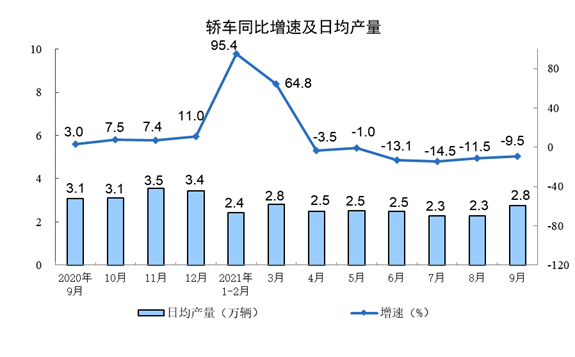 轿车同比增速及日均产量
10
8
6
4
2
0
80
40
0
-40
-80
-120
3.0
7.5
7.4
11.0
95.4
64.8
-3.5
-1.0
-13.1
-14.5
-11.5
-9.5
3.1
3.1
3.5
3.4
2.4
2.8
2.5
2.5
2.5
2.3
2.3
2.8
2020年
9月
10月
11月
12月
2021年
1-2月
3月
4月
5月
6月
7月
8月
9月
日均产量（万辆）
增速（%）